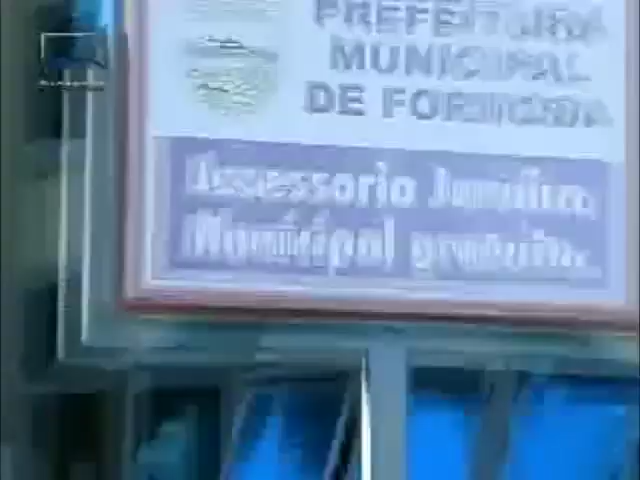 PREFEITURA
MUNICIPAL
DE FORMOSA
Assessoria Jurídica
Municipal gratuita.